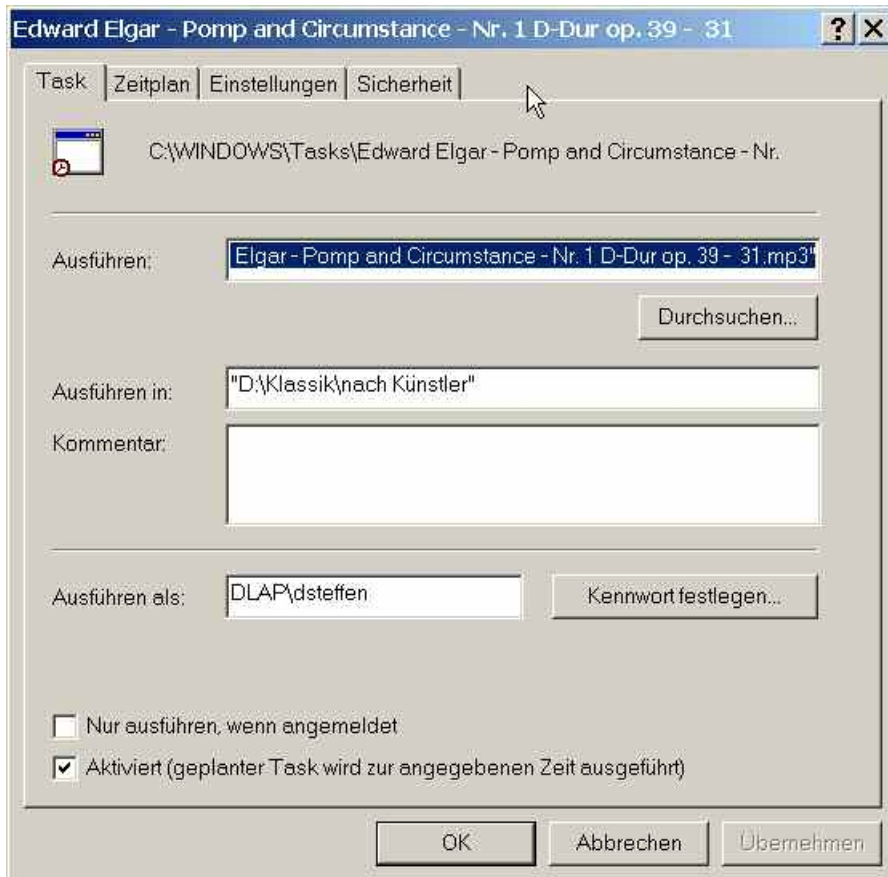 Edward Elgar - Pomp and Circumstance - Nr. 1 D-Dur op. 39 - 31
Task Zeitplan Einstellungen Sicherheit
C:\WINDOWS\Tasks\Edward Elgar - Pomp and Circumstance - Nr.
Ausführen: Elgar - Pomp and Circumstance - Nr. 1 D-Dur op. 39 - 31.mp3"
Durchsuchen...
Ausführen in: "D:\Klassik\nach Künstler"
Kommentar:
Ausführen als: DLAP\dsteffen Kennwort festlegen...
Nur ausführen, wenn angemeldet
Aktiviert (geplanter Task wird zur angegebenen Zeit ausgeführt)
OK Abbrechen Übernehmen